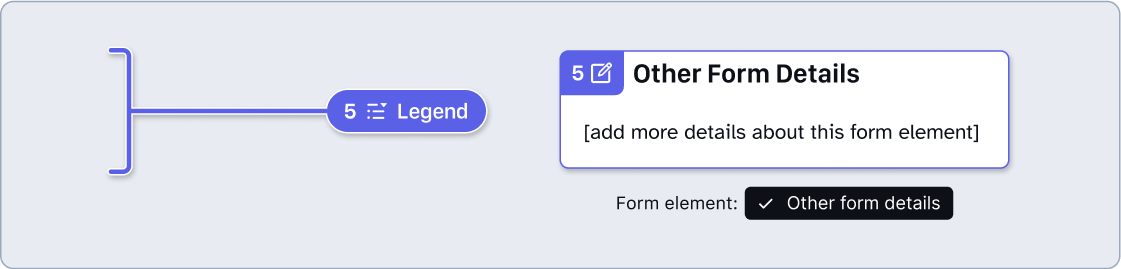 5 Legend
5 Other Form Details
[add more details about this form element]
Form element: Other form details